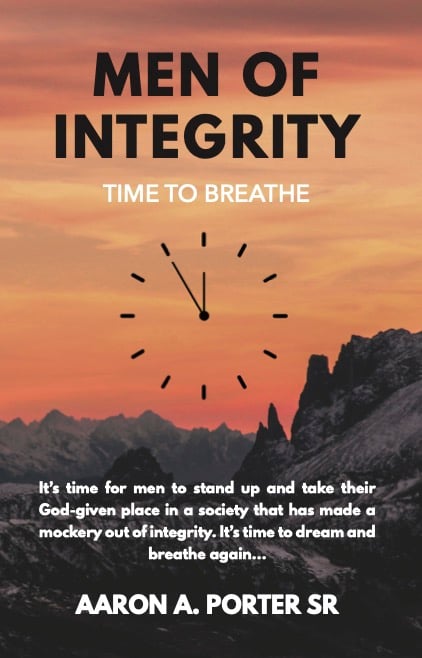 MEN OF
INTEGRITY
TIME TO BREATHE
It's time for men to stand up and take their
God-given place in a society that has made a
mockery out of integrity. It's time to dream and
breathe again...
AARON A. PORTER SR